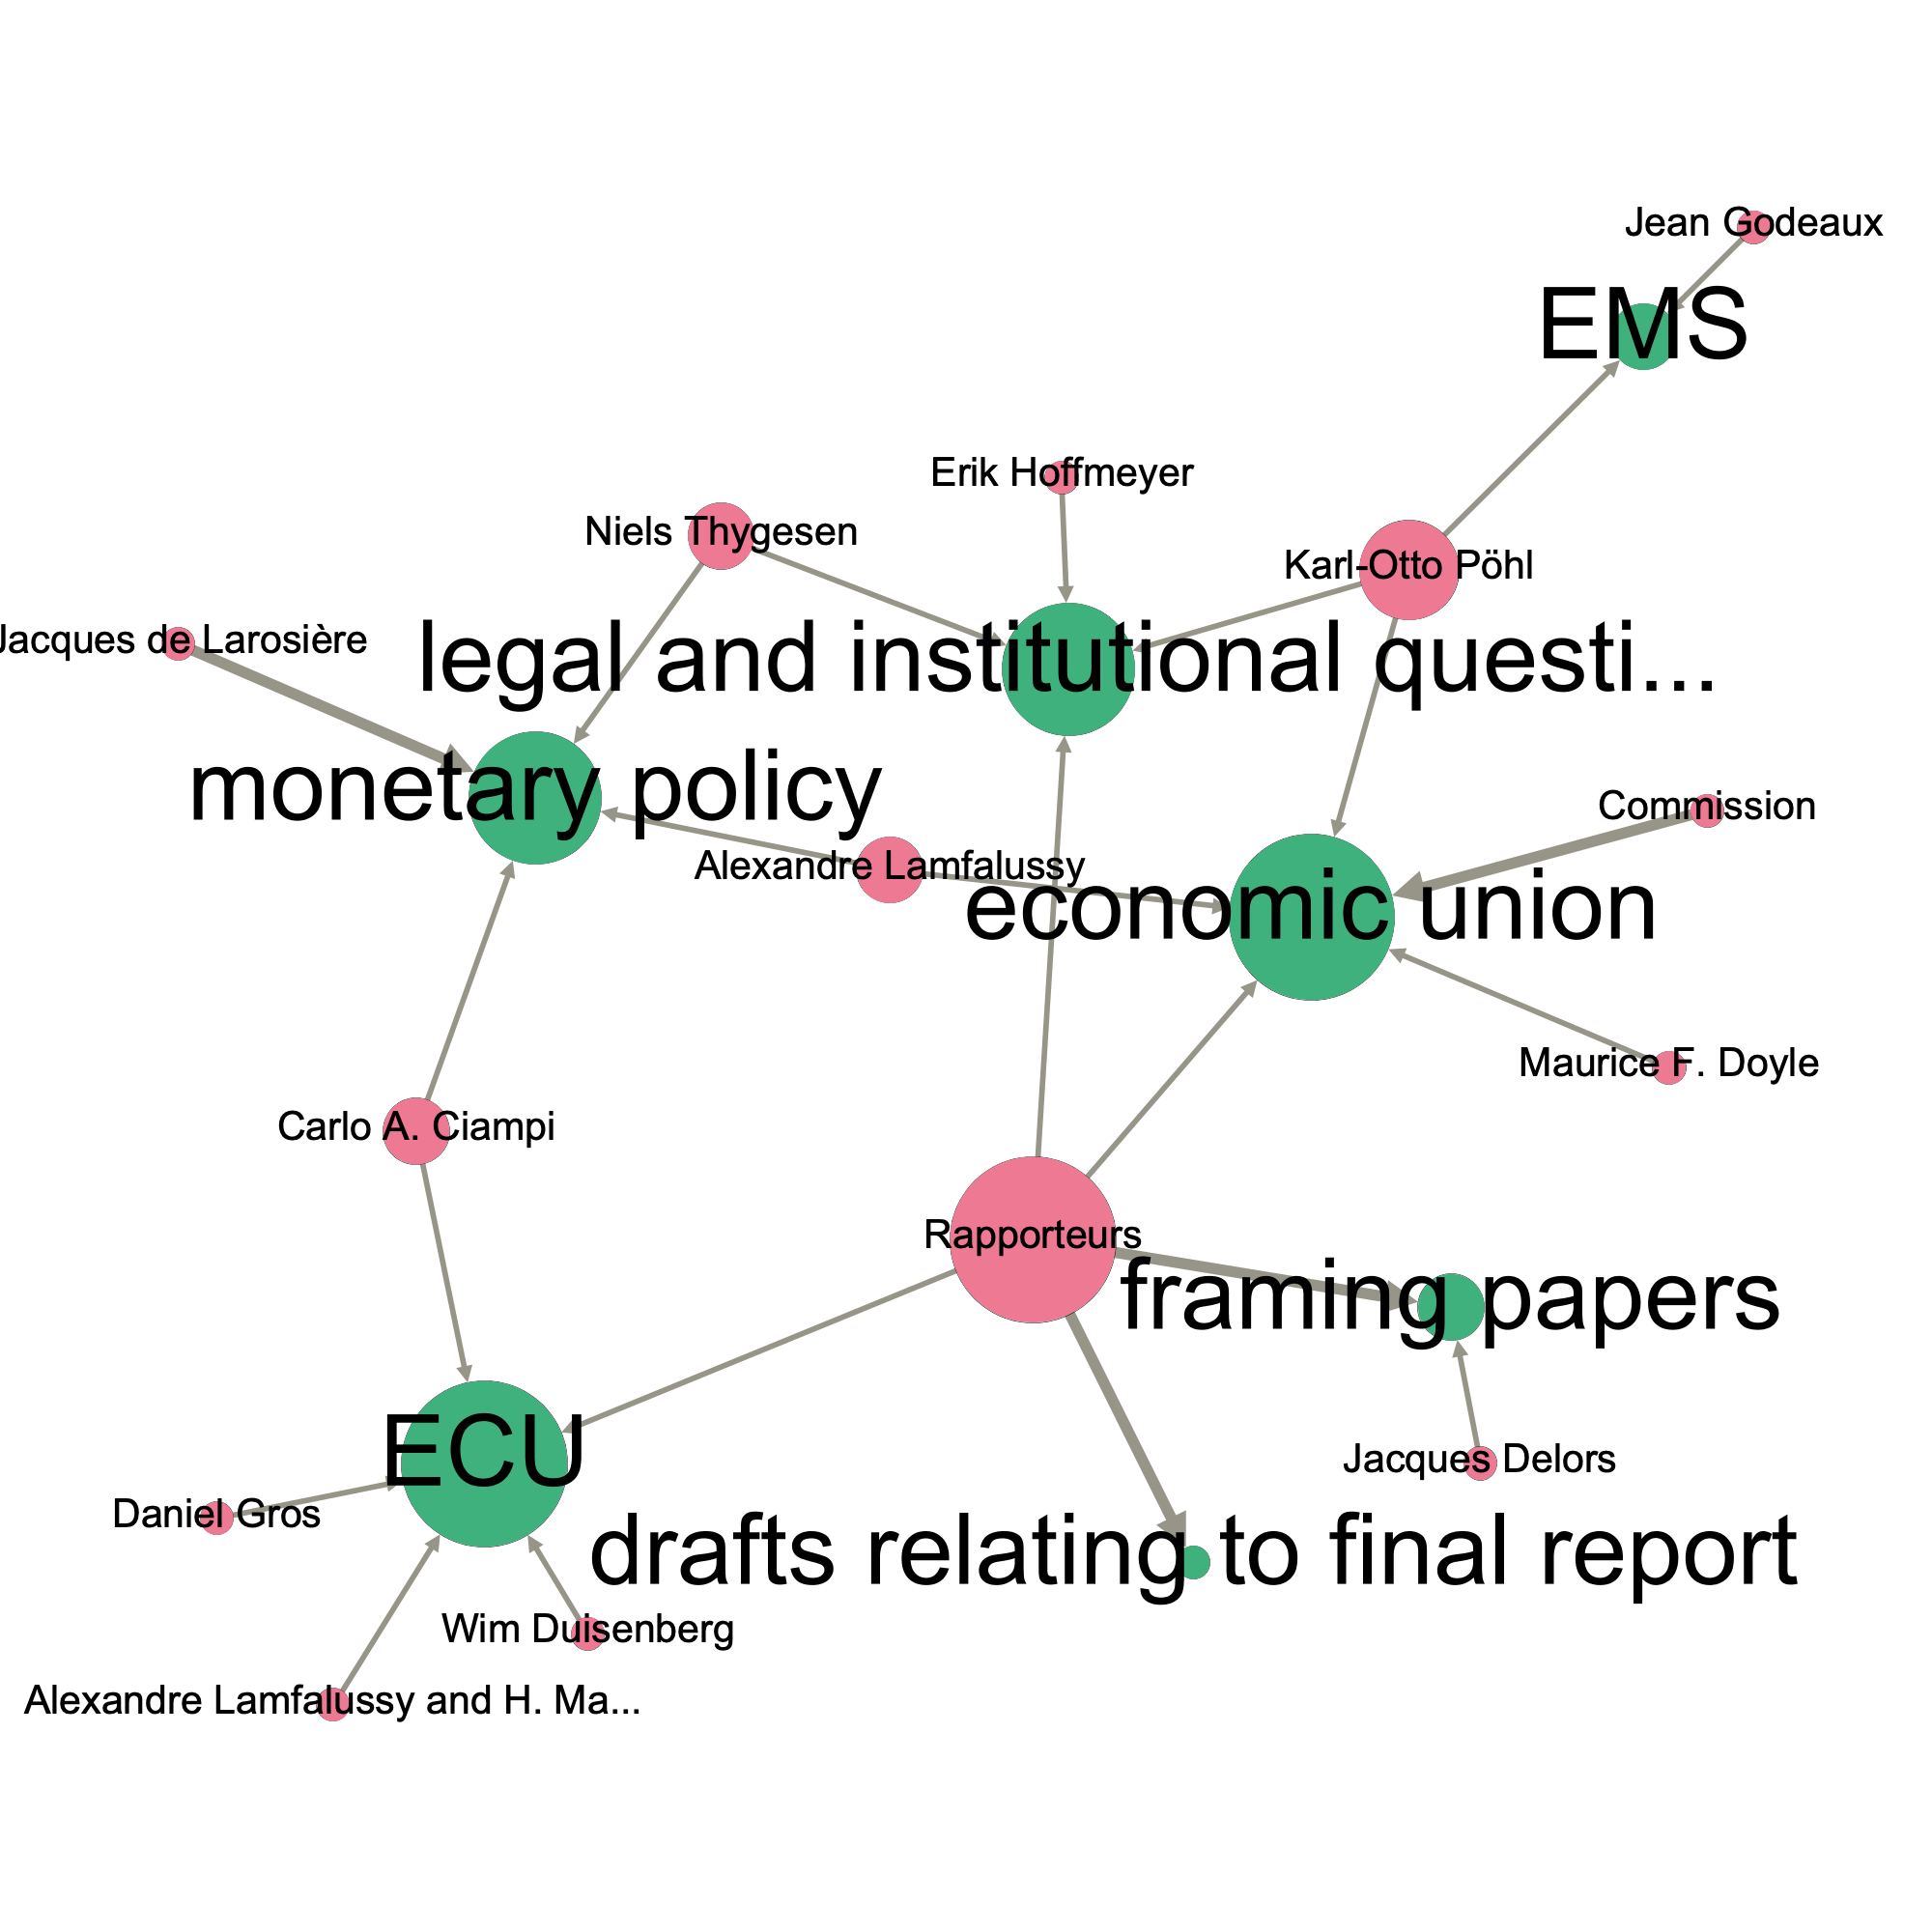 Jean Godeaux
EMS
Erik Hoffmeyer
Niels Thygesen
Karl-Otto Pöhl
Jacques de Larosière
legal and institutional questi...
monetary policy
Commission
Alexandre Lamfalussy
economic union
Maurice F. Doyle
Carlo A. Ciampi
Rapporteurs
framing papers
ECU
Jacques Delors
Daniel Gros
drafts relating to final report
Wim Duisenberg
Alexandre Lamfalussy and H. Ma...